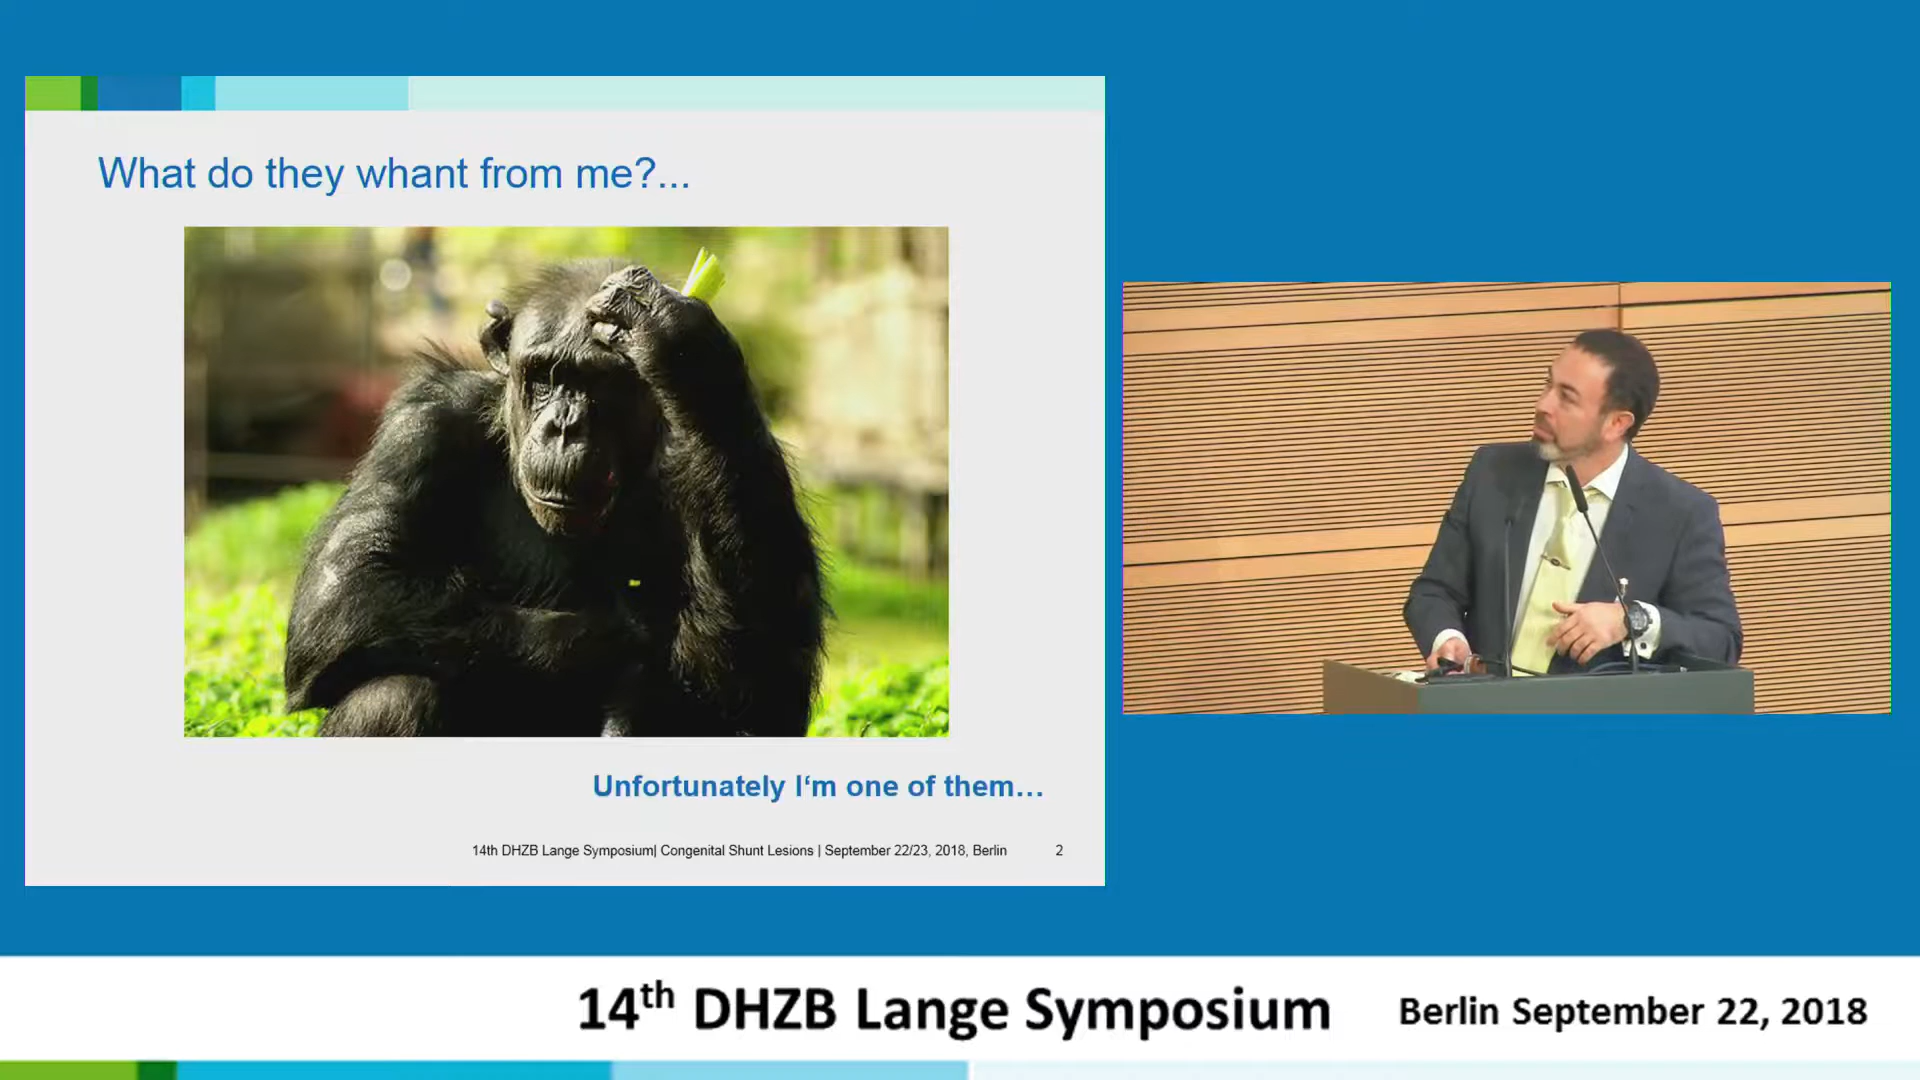 What do they whant from me?...
Unfortunately I‘m one of them…
14th DHZB Lange Symposium| Congenital Shunt Lesions | September 22/23, 2018, Berlin 2
14th DHZB Lange Symposium Berlin September 22, 2018